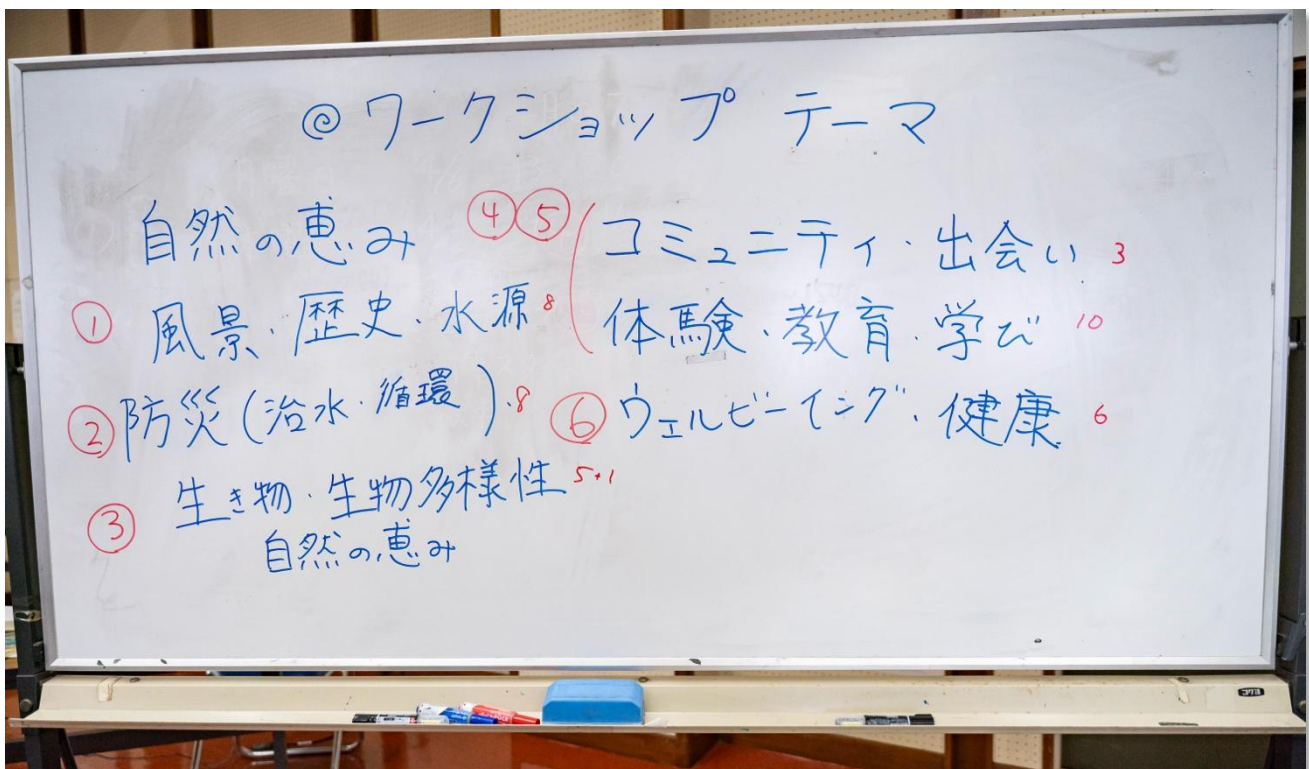 ◎ワークショップ テーマ
自然の恵み
① 風景・歴史・水源 8
② 防災(治水・循環)・8
③ 生き物・生物多様性 5+1
自然の恵み
④⑤ コミュニティ・出会い 3
体験・教育・学び 10
⑥ ウェルビーイング・健康 6
コクヨ